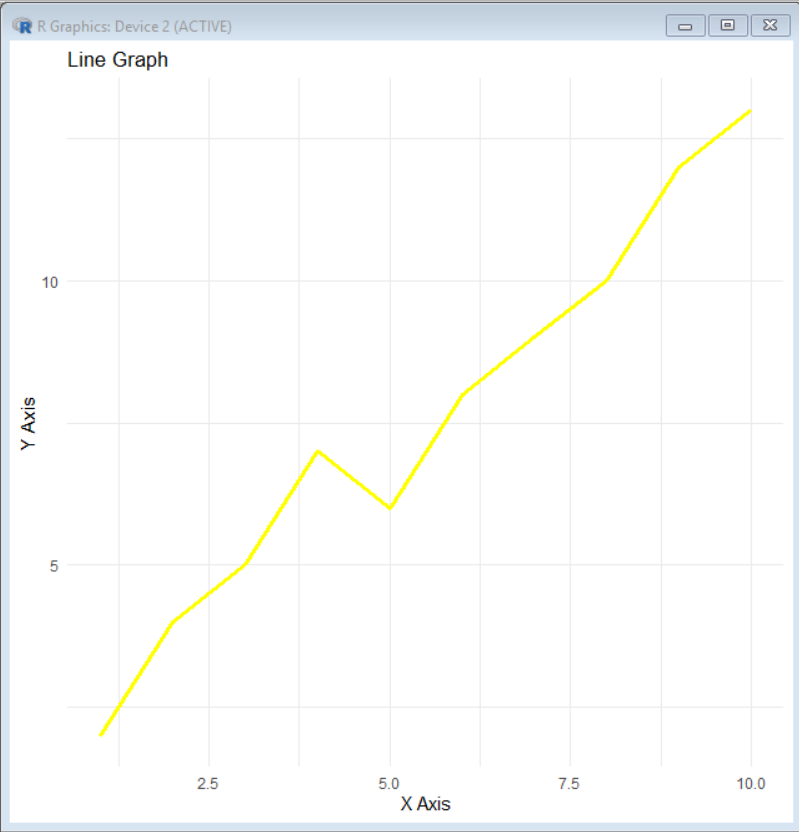 R Graphics: Device 2 (ACTIVE)
Line Graph
10
5
Y Axis
2.5 5.0 7.5 10.0
X Axis